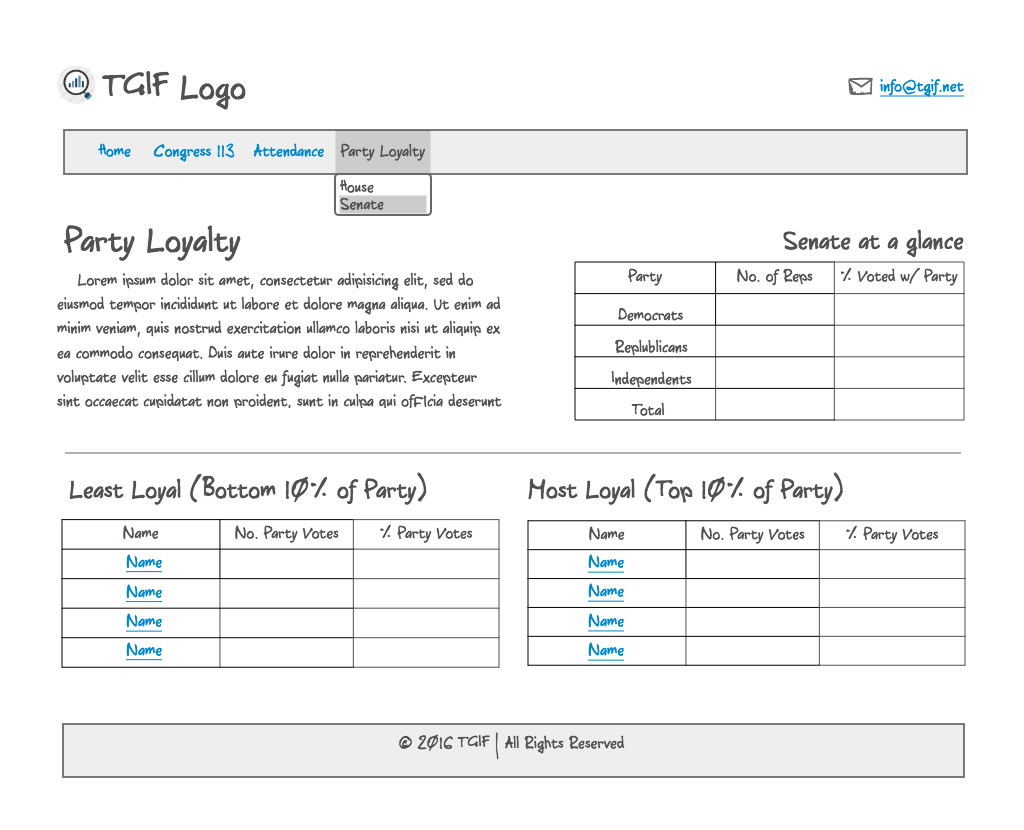 TGIF Logo
info@tgif.net
Home Congress 113 Attendance Party Loyalty
House
Senate
Party Loyalty
Lorem ipsum dolor sit amet, consectetur adipisicing elit, sed do
eiusmod tempor incididunt ut labore et dolore magna aliqua. Ut enim ad
minim veniam, quis nostrud exercitation ullamco laboris nisi ut aliquip ex
ea commodo consequat. Duis aute irure dolor in reprehenderit in
voluptate velit esse cillum dolore eu fugiat nulla pariatur. Excepteur
sint occaecat cupidatat non proident, sunt in culpa qui officia deserunt
Senate at a glance
Party No. of Reps % Voted w/ Party
Democrats
Replublicans
Independents
Total
Least Loyal (Bottom 10% of Party)
Name No. Party Votes % Party Votes
Name
Name
Name
Name
Most Loyal (Top 10% of Party)
Name No. Party Votes % Party Votes
Name
Name
Name
Name
© 2016 TGIF | All Rights Reserved